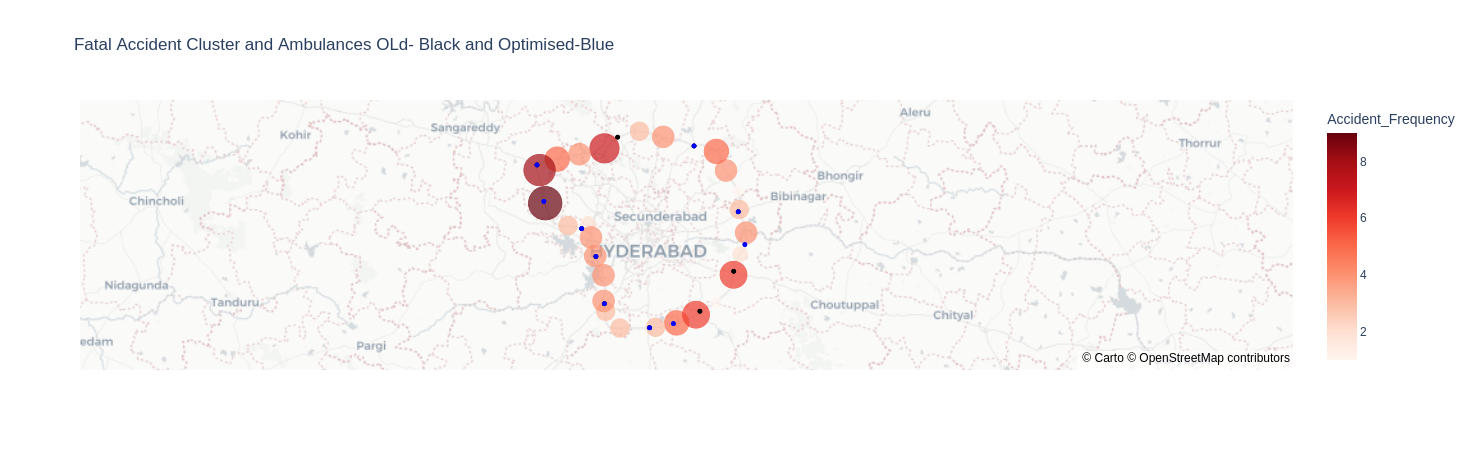 Fatal Accident Cluster and Ambulances OLd- Black and Optimised-Blue
Aleru
Accident_Frequency
Kohir
Sangareddy
Thorrur
8
Bhongir
Chincholi
Bibinagar
Secunderabad
6
HYDERABAD
4
Nidagunda
Tanduru
Choutuppal
Chityal
2
edam
Pargi
© Carto © OpenStreetMap contributors